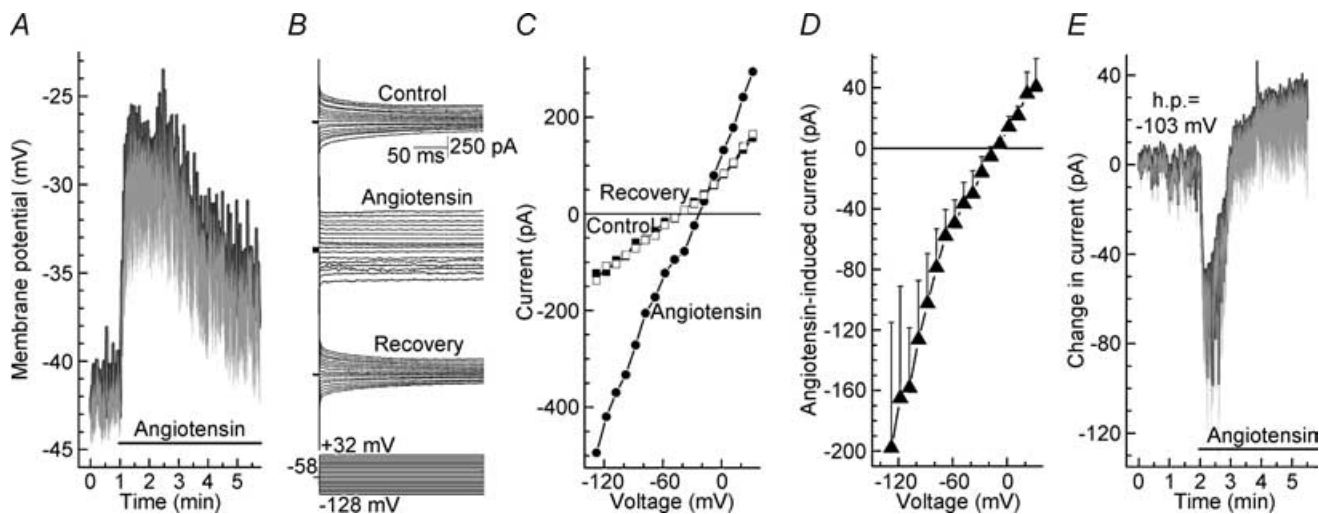 A
B
C
D
E
Membrane potential (mV)
-25
-30
-35
-40
-45
Angiotensin
0 1 2 3 4 5
Time (min)
Control
50 ms
250 pA
Angiotensin
Recovery
+32 mV
-58
-128 mV
Current (pA)
200
0
-200
-400
Recovery
Control
Angiotensin
-120 -60 0
Voltage (mV)
Angiotensin-induced current (pA)
40
0
-40
-80
-120
-160
-200
-120 -60 0
Voltage (mV)
Change in current (pA)
40
0
-40
-80
-120
h.p.=
-103 mV
Angiotensin
0 1 2 3 4 5
Time (min)